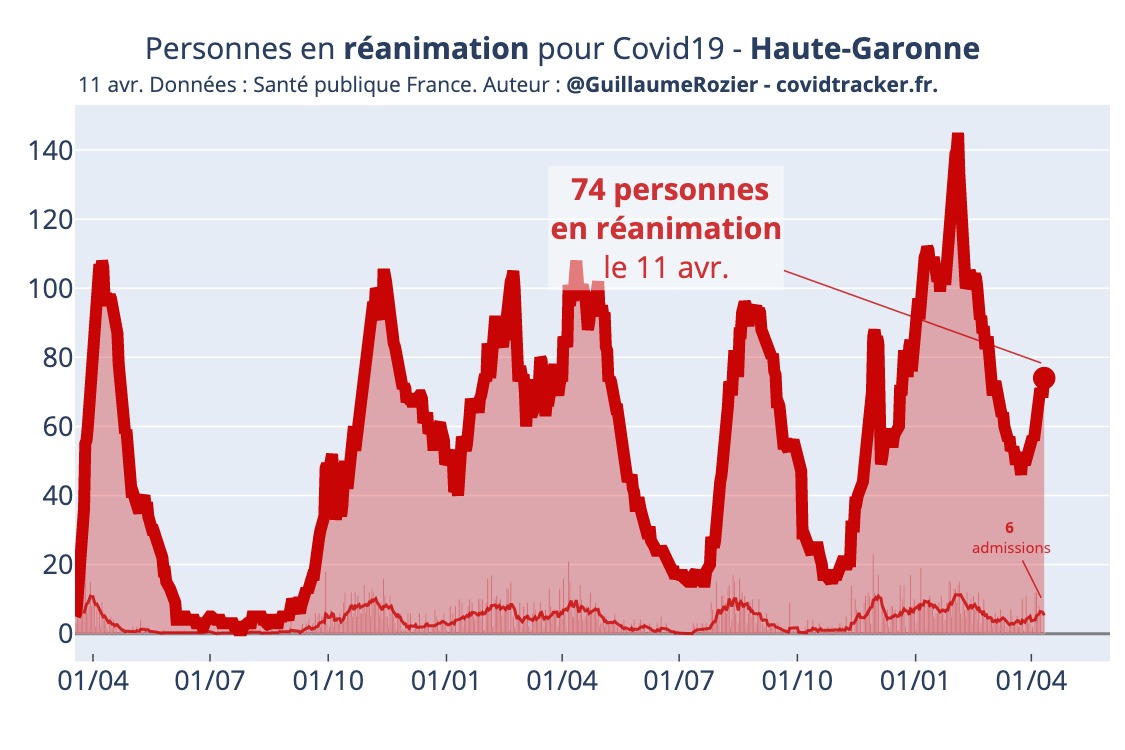 Personnes en réanimation pour Covid19 - Haute-Garonne
11 avr. Données : Santé publique France. Auteur : @GuillaumeRozier - covidtracker.fr.
140
120
100
80
60
40
20
0
74 personnes
en réanimation
le 11 avr.
6
admissions
01/04 01/07 01/10 01/01 01/04 01/07 01/10 01/01 01/04